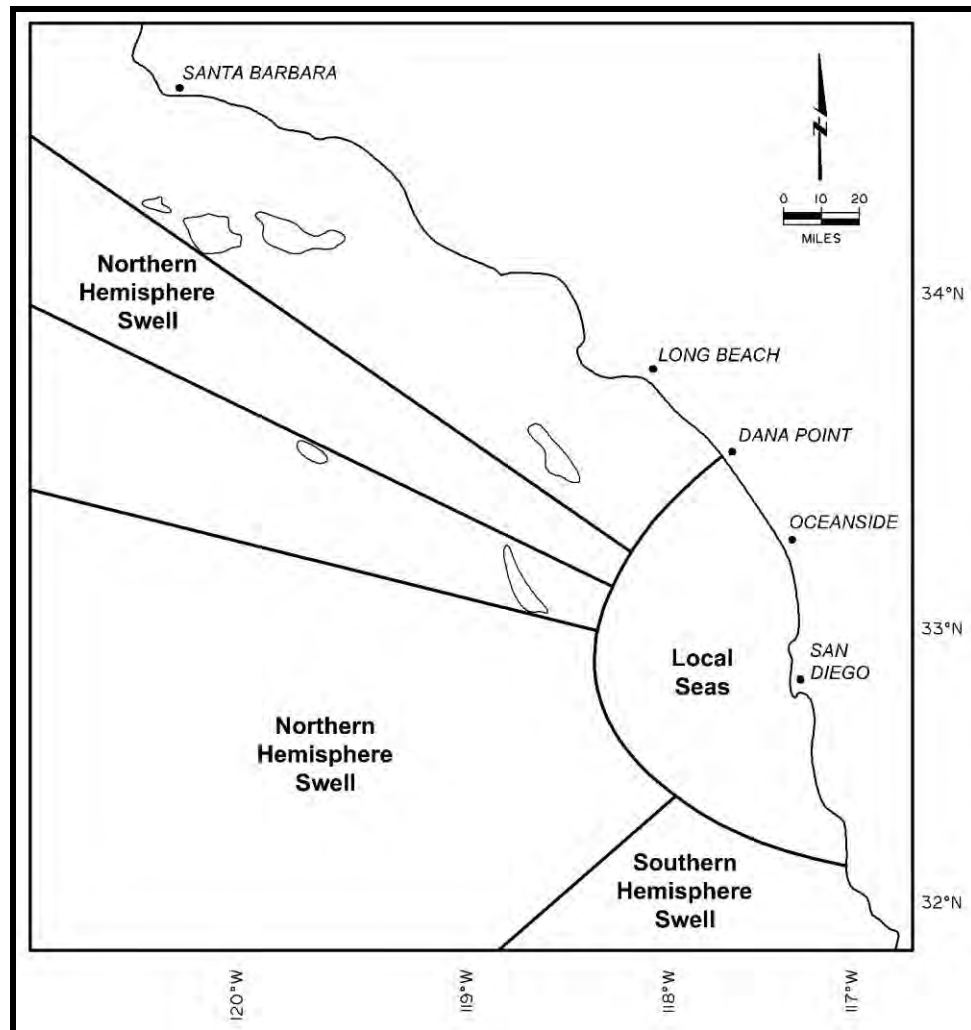 SANTA BARBARA
N
0 10 20
MILES
Northern
Hemisphere
Swell
34°N
LONG BEACH
DANA POINT
OCEANSIDE
33°N
SAN
DIEGO
Local
Seas
Northern
Hemisphere
Swell
Southern
Hemisphere
Swell
32°N
120°W
119°W
118°W
117°W